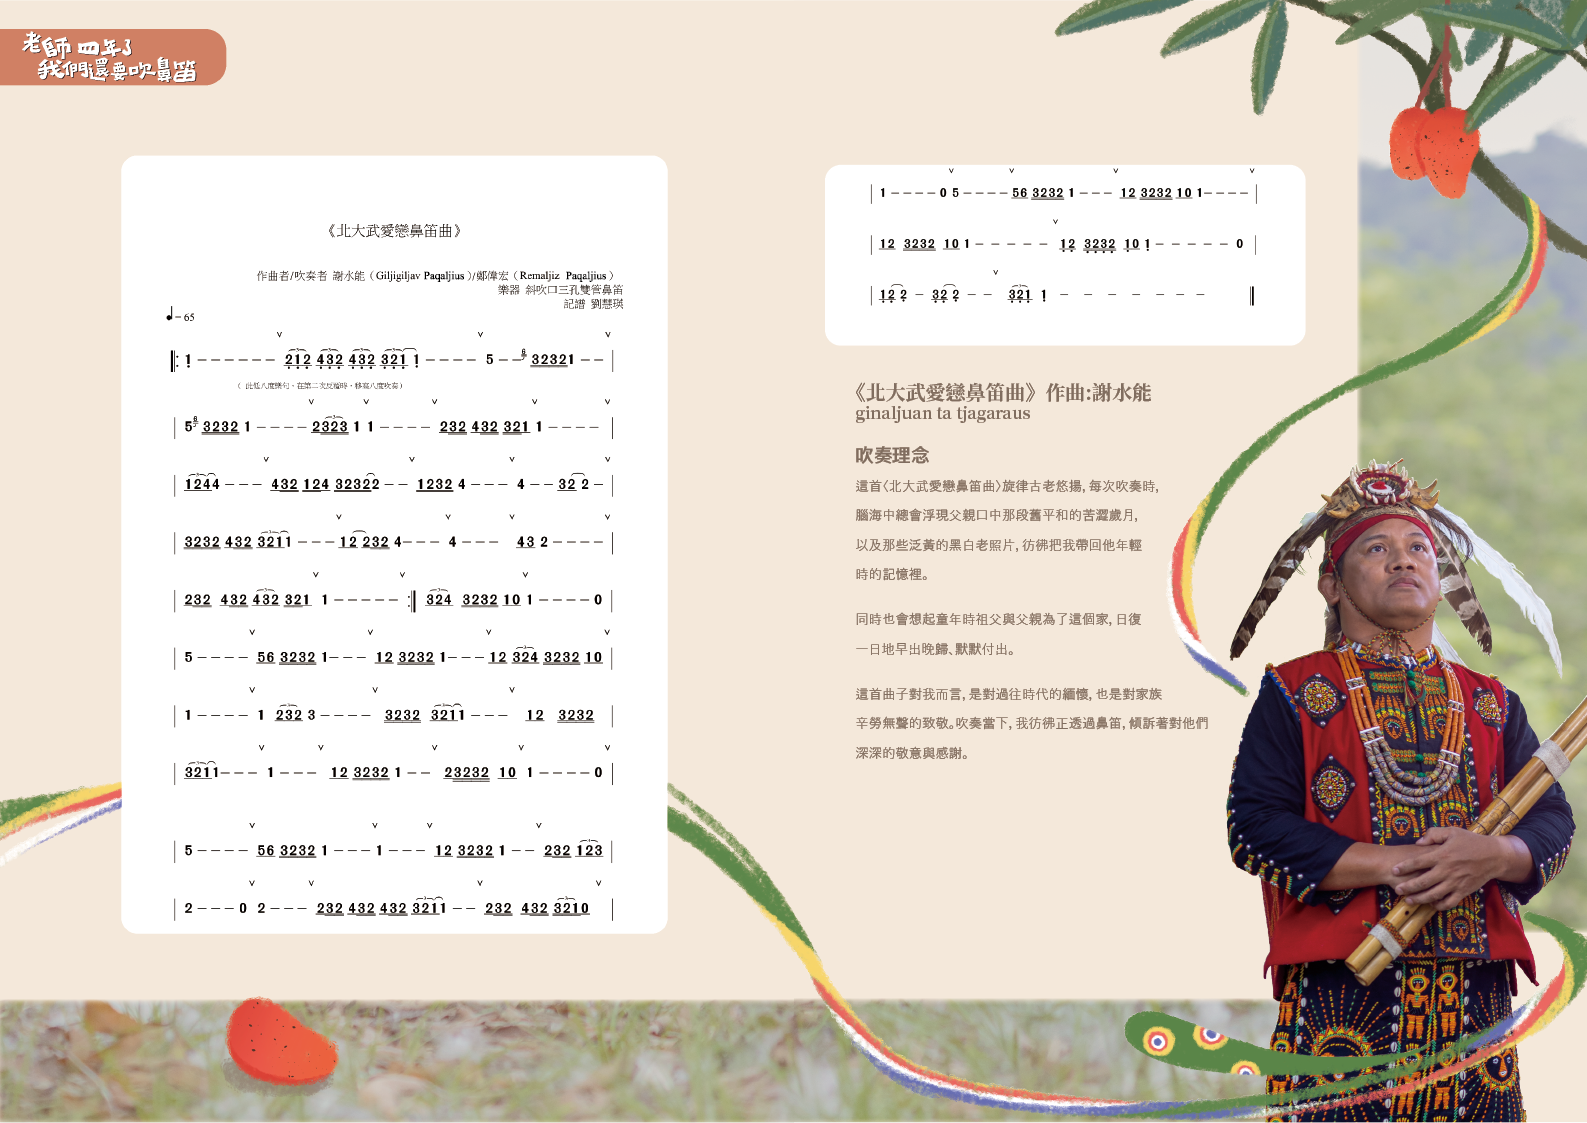 老師 四年了
我們還要吹鼻笛
《北大武愛戀鼻笛曲》
作曲者/吹奏者 謝水能（Giljigiljav Paqaljius）/鄭偉宏（Remaljiz Paqaljius）
樂器 斜吹口三孔雙管鼻笛
記譜 劉慧瑛
♩= 65
‖: 1 – – – – – – 212 432 432 321 1 – – – – 5 – – 6 32321 – – |
（ 此低八度樂句，在第二次反複時，移高八度吹奏）
| 5 6 3232 1 – – – – 2323 1 1 – – – – 232 432 321 1 – – – – |
| 1244 – – – 432 124 32322 – – 1232 4 – – – 4 – – 32 2 – |
| 3232 432 3211 – – – 12 232 4 – – – 4 – – – 43 2 – – – – |
| 232 432 432 321 1 – – – – – :‖ 324 3232 10 1 – – – – 0 |
| 5 – – – – 56 3232 1 – – – 12 3232 1 – – – 12 324 3232 10 |
| 1 – – – – 1 232 3 – – – – 3232 3211 – – – 12 3232 |
| 3211 – – – 1 – – – 12 3232 1 – – 23232 10 1 – – – – 0 |
| 5 – – – – 56 3232 1 – – – 1 – – – 12 3232 1 – – 232 123 |
| 2 – – – 0 2 – – – 232 432 432 3211 – – 232 432 3210 |
| 1 – – – – 0 5 – – – – 56 3232 1 – – – 12 3232 10 1 – – – – |
| 12 3232 10 1 – – – – – 12 3232 10 1 – – – – – 0 |
| 12 2 – 32 2 – – 321 1 – – – – – – ‖
《北大武愛戀鼻笛曲》作曲:謝水能
ginaljuan ta tjagaraus
吹奏理念
這首〈北大武愛戀鼻笛曲〉旋律古老悠揚，每次吹奏時，
腦海中總會浮現父親口中那段舊平和的苦澀歲月，
以及那些泛黃的黑白老照片，彷彿把我帶回他年輕
時的記憶裡。
同時也會想起童年時祖父與父親為了這個家，日復
一日地早出晚歸、默默付出。
這首曲子對我而言，是對過往時代的緬懷，也是對家族
辛勞無聲的致敬。吹奏當下，我彷彿正透過鼻笛，傾訴著對他們
深深的敬意與感謝。